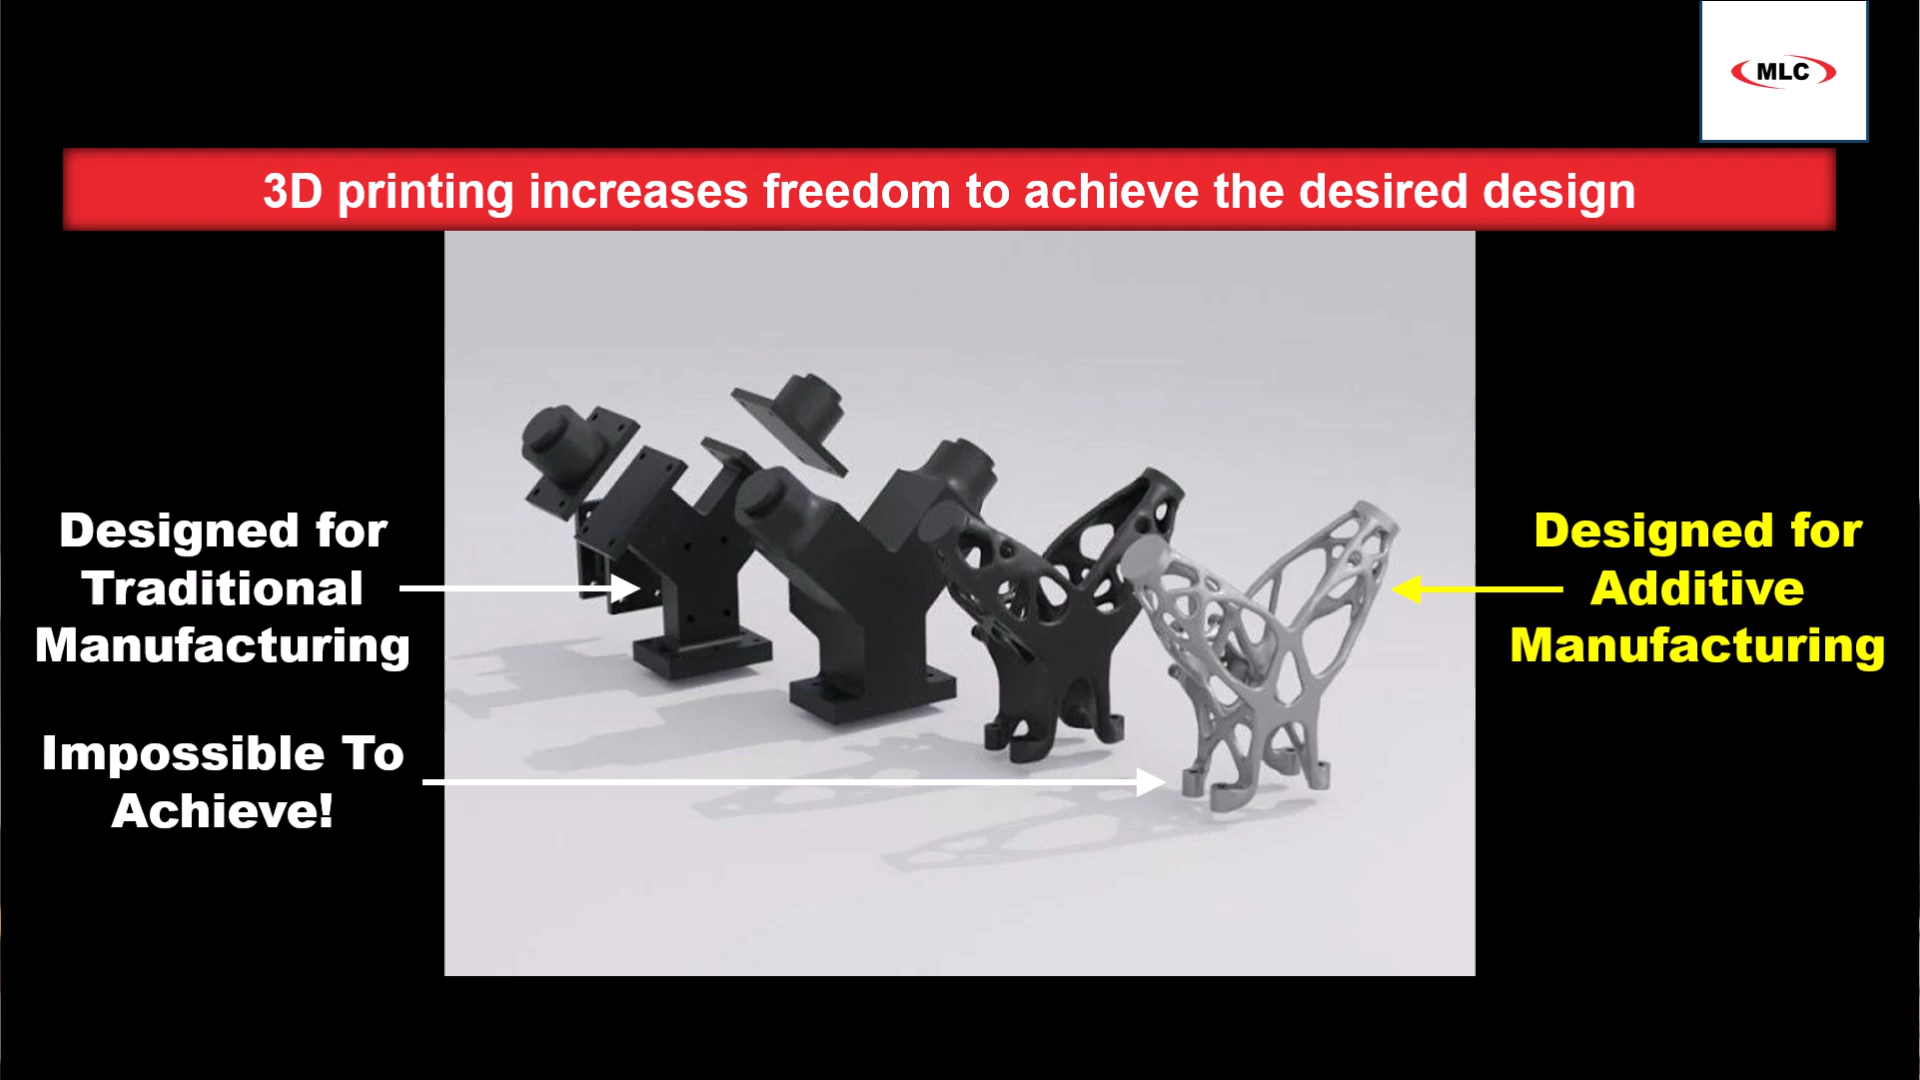 MLC
3D printing increases freedom to achieve the desired design
Designed for
Traditional
Manufacturing
Impossible To
Achieve!
Designed for
Additive
Manufacturing